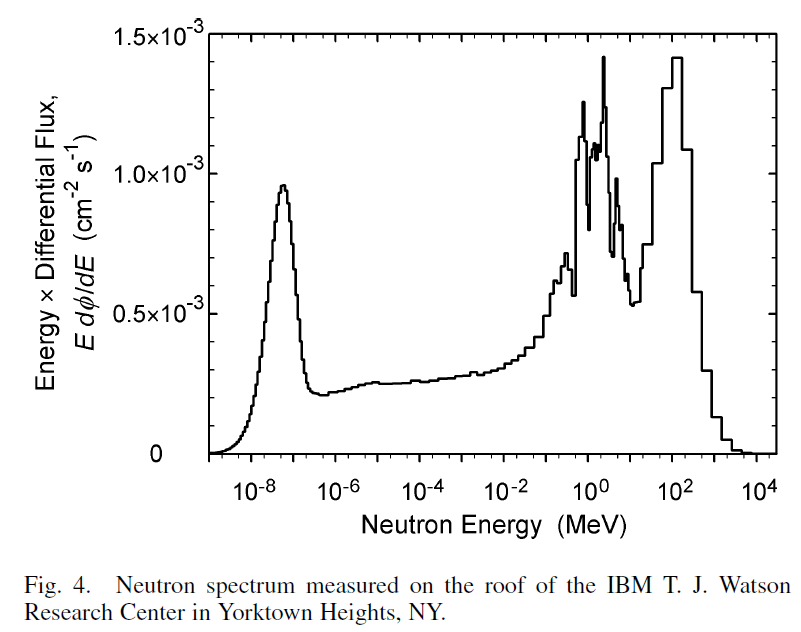 1.5×10⁻³
1.0×10⁻³
0.5×10⁻³
0
Energy × Differential Flux,
E dϕ/dE (cm⁻² s⁻¹)
10⁻⁸ 10⁻⁶ 10⁻⁴ 10⁻² 10⁰ 10² 10⁴
Neutron Energy (MeV)
Fig. 4. Neutron spectrum measured on the roof of the IBM T. J. Watson
Research Center in Yorktown Heights, NY.